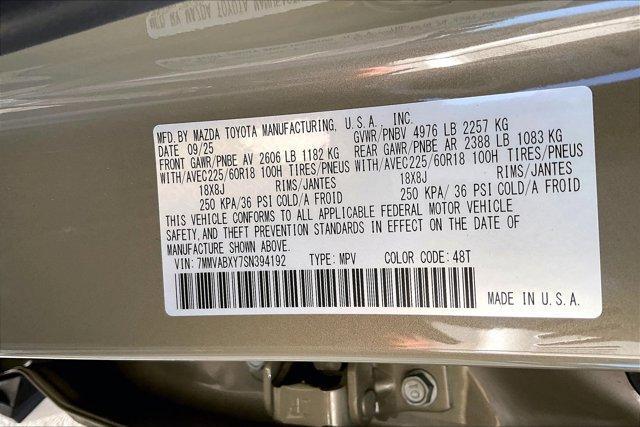 MFD. BY MAZDA TOYOTA MANUFACTURING, U.S.A., INC.
DATE 09/25 GVWR/PNBV 4976 LB 2257 KG
FRONT GAWR/PNBE AV 2606 LB 1182 KG REAR GAWR/PNBE AR 2388 LB 1083 KG
WITH/AVEC225/60R18 100H TIRES/PNEUS WITH/AVEC225/60R18 100H TIRES/PNEUS
18X8J RIMS/JANTES 18X8J RIMS/JANTES
250 KPA/ 36 PSI COLD/A FROID 250 KPA/ 36 PSI COLD/A FROID
THIS VEHICLE CONFORMS TO ALL APPLICABLE FEDERAL MOTOR VEHICLE
SAFETY, AND THEFT PREVENTION STANDARDS IN EFFECT ON THE DATE OF
MANUFACTURE SHOWN ABOVE.
VIN: 7MMVABXY7SN394192 TYPE: MPV COLOR CODE: 48T
MADE IN U.S.A.
10